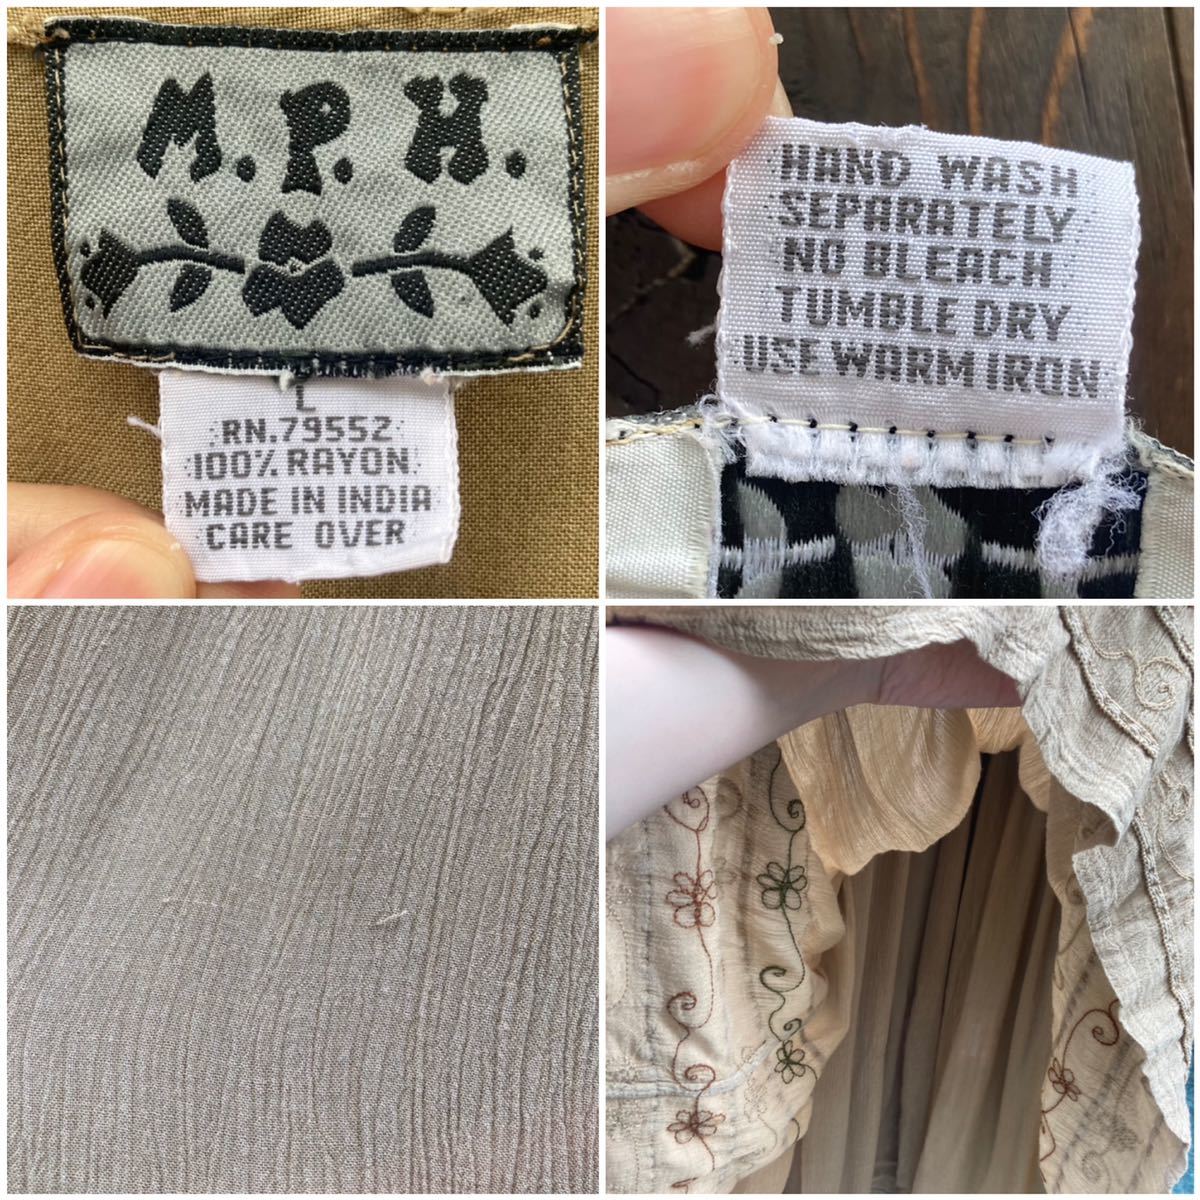 M.P.H.
L
RN.79552
100% RAYON
MADE IN INDIA
CARE OVER
HAND WASH
SEPARATELY
NO BLEACH
TUMBLE DRY
USE WARM IRON